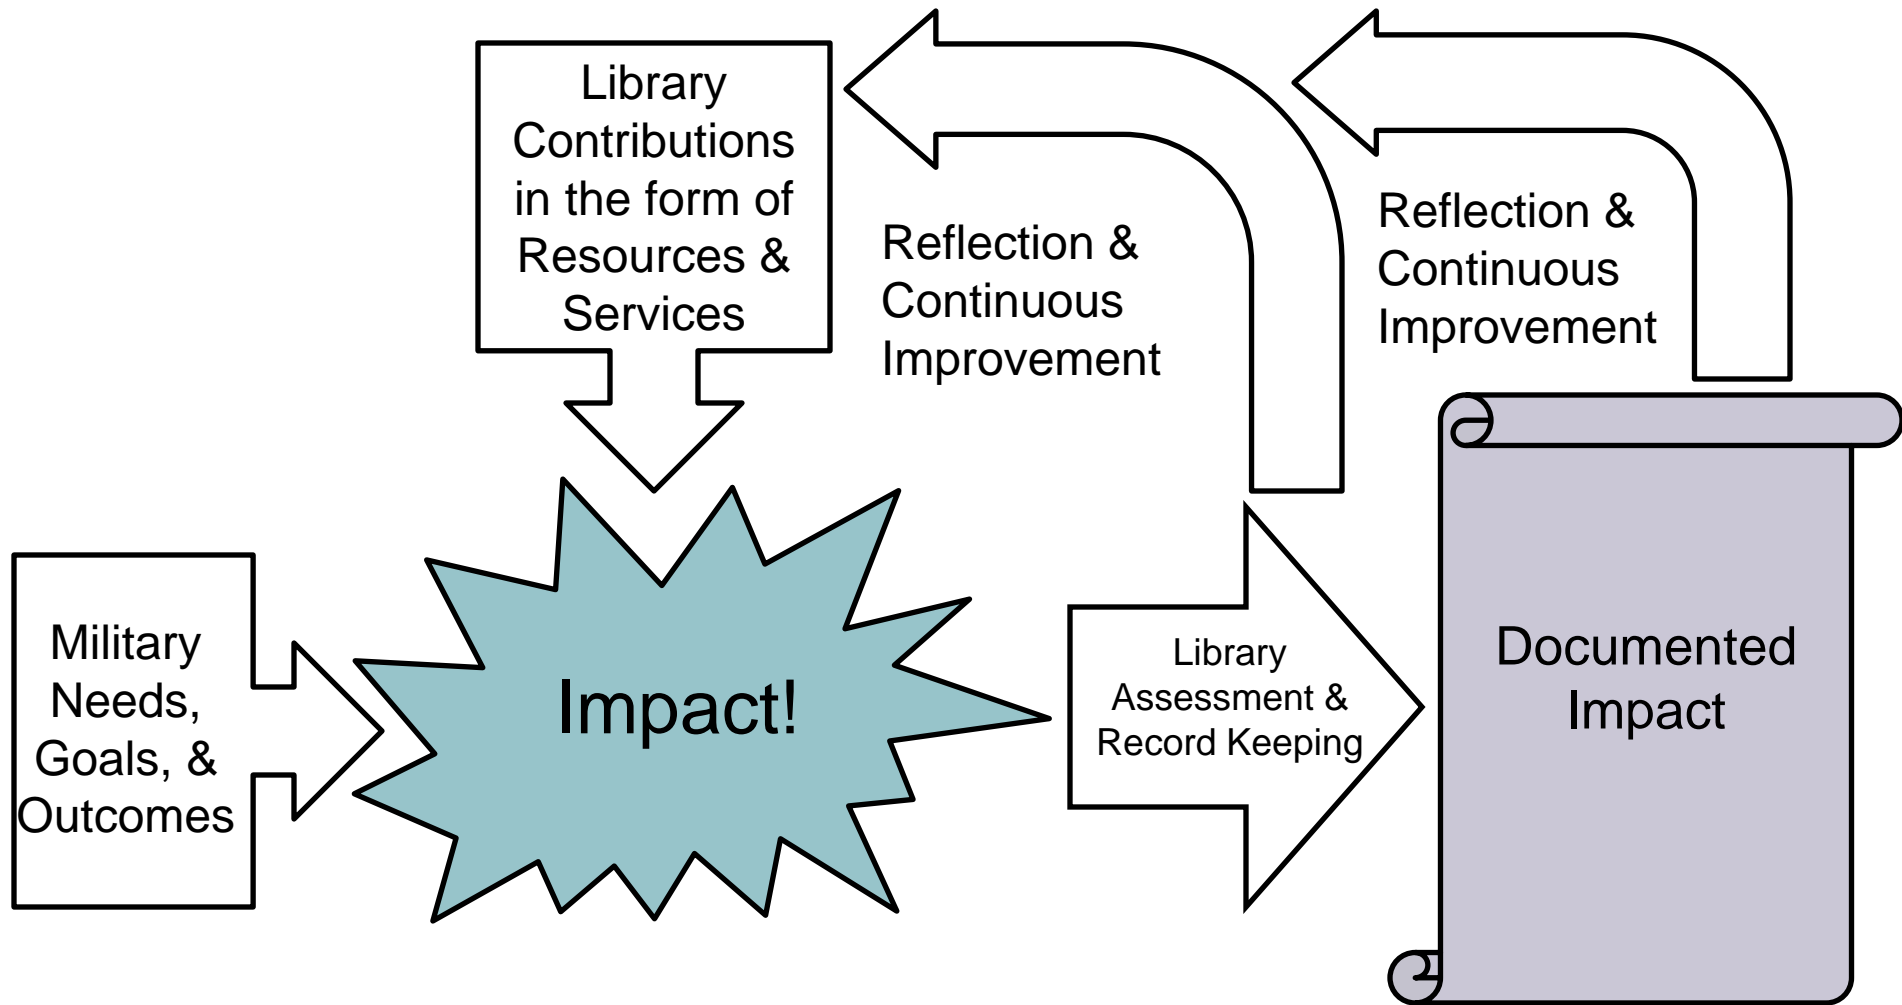 Library
Contributions
in the form of
Resources &
Services
Reflection &
Continuous
Improvement
Reflection &
Continuous
Improvement
Military
Needs,
Goals, &
Outcomes
Impact!
Library
Assessment &
Record Keeping
Documented
Impact